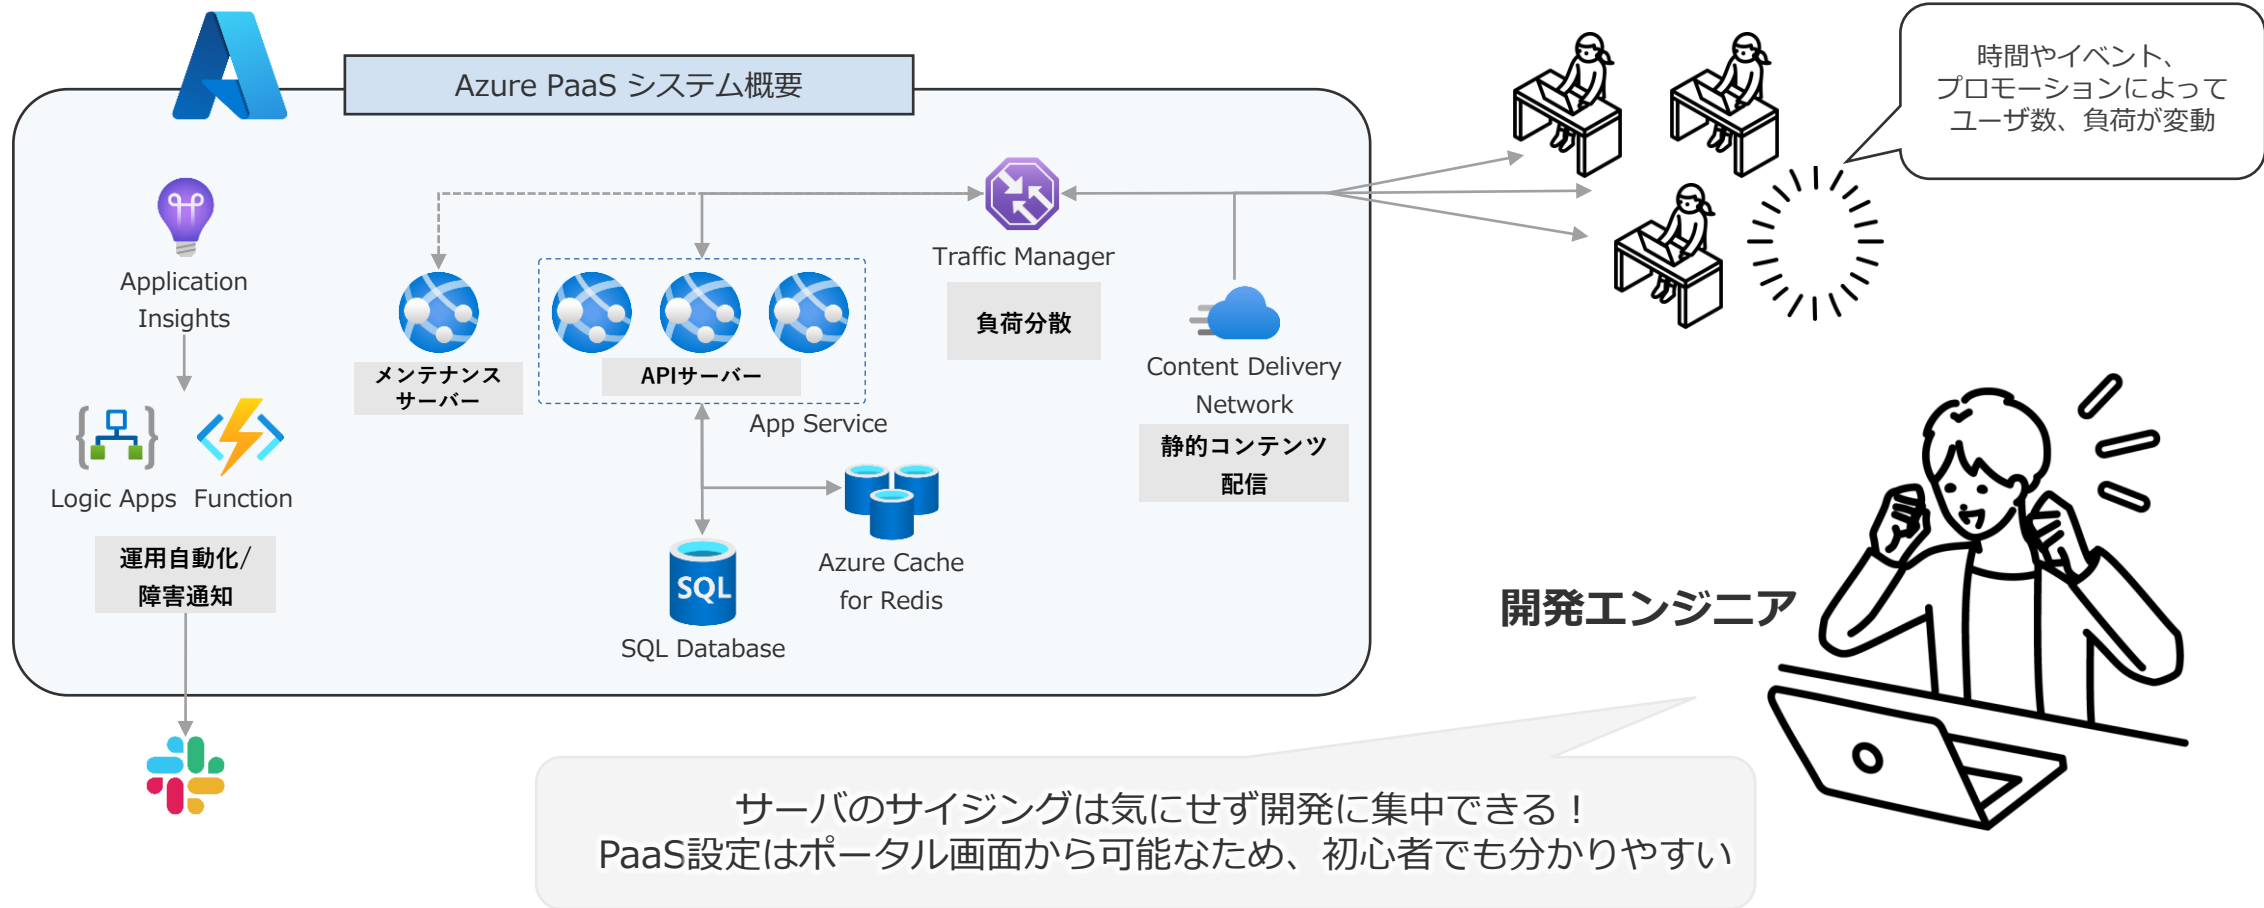 Azure PaaS システム概要
時間やイベント、
プロモーションによって
ユーザ数、負荷が変動
Application
Insights
Logic Apps
Function
運用自動化/
障害通知
メンテナンス
サーバー
APIサーバー
App Service
Traffic Manager
負荷分散
Content Delivery
Network
静的コンテンツ
配信
Azure Cache
for Redis
SQL
SQL Database
開発エンジニア
サーバのサイジングは気にせず開発に集中できる！
PaaS設定はポータル画面から可能なため、初心者でも分かりやすい